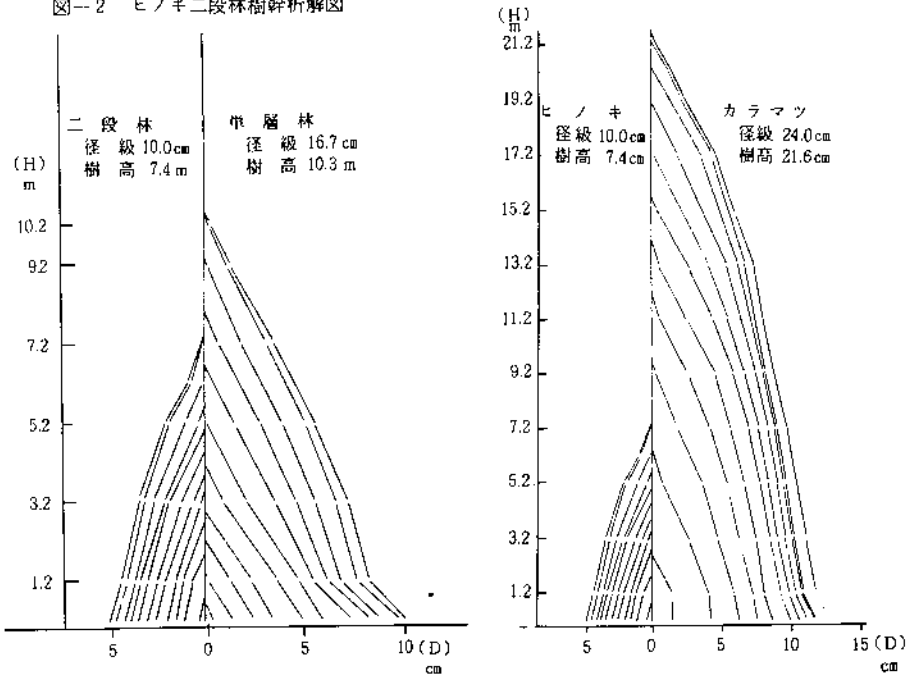 図-2 ヒノキ二段林樹幹析解図
二段林
径級 10.0cm
樹高 7.4m
単層林
径級 16.7cm
樹高 10.3m
(H)
m
10.2
9.2
7.2
5.2
3.2
1.2
5
0
5
10
(D)
cm
(H)
m
21.2
19.2
17.2
15.2
13.2
11.2
9.2
7.2
5.2
3.2
1.2
ヒノキ
径級 10.0cm
樹高 7.4cm
カラマツ
径級 24.0cm
樹高 21.6cm
5
0
5
10
15
(D)
cm